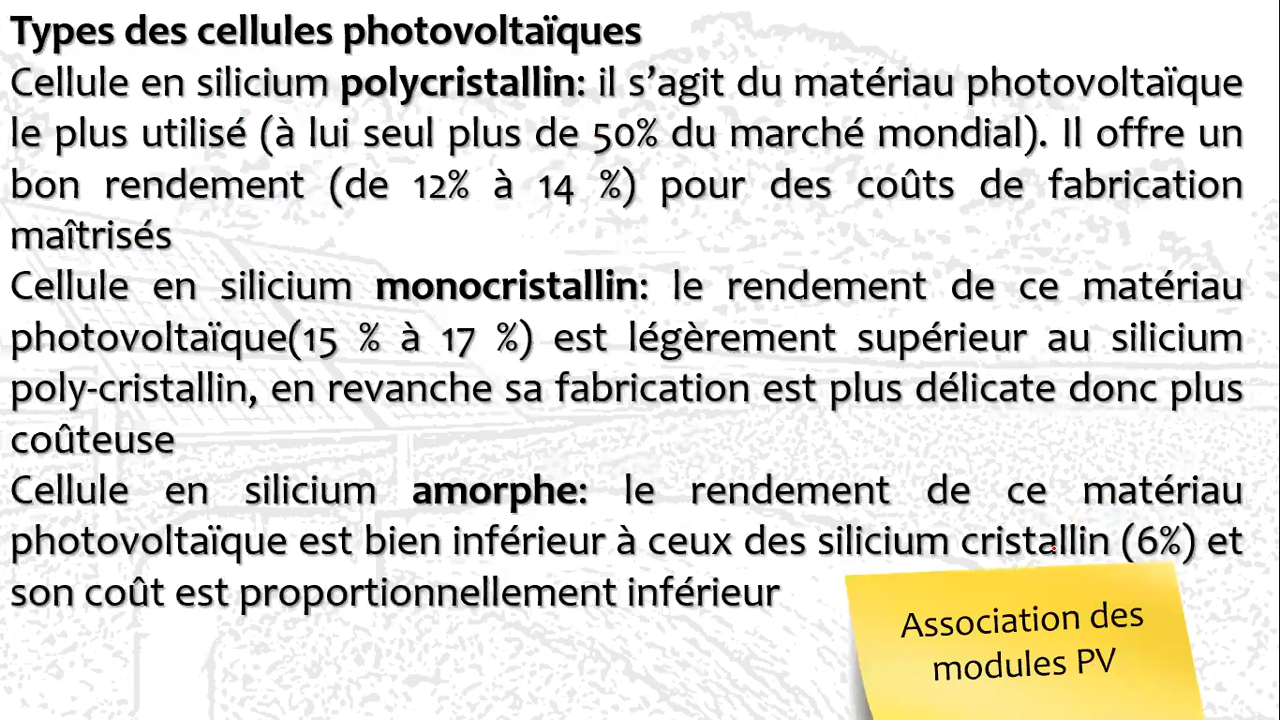 Types des cellules photovoltaïques
Cellule en silicium polycristallin: il s’agit du matériau photovoltaïque
le plus utilisé (à lui seul plus de 50% du marché mondial). Il offre un
bon rendement (de 12% à 14 %) pour des coûts de fabrication
maîtrisés
Cellule en silicium monocristallin: le rendement de ce matériau
photovoltaïque(15 % à 17 %) est légèrement supérieur au silicium
poly-cristallin, en revanche sa fabrication est plus délicate donc plus
coûteuse
Cellule en silicium amorphe: le rendement de ce matériau
photovoltaïque est bien inférieur à ceux des silicium cristallin (6%) et
son coût est proportionnellement inférieur
Association des
modules PV